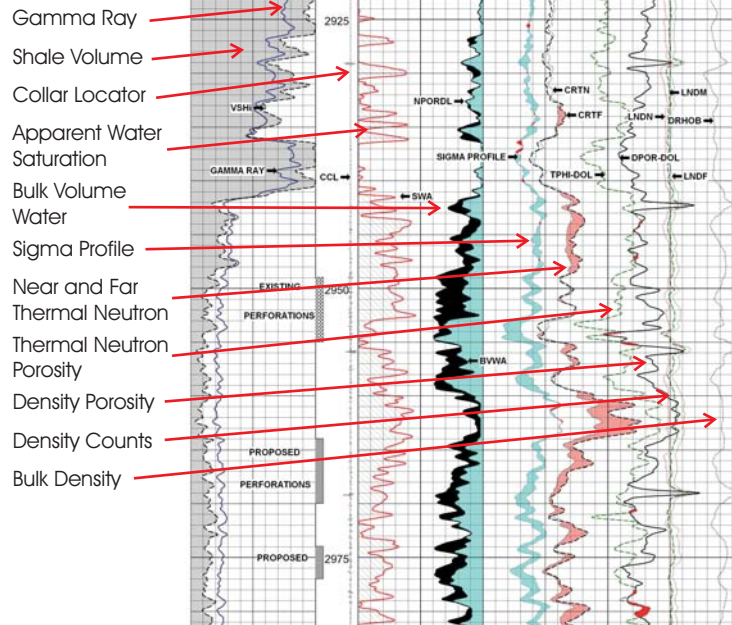 Gamma Ray
Shale Volume
Collar Locator
Apparent Water
Saturation
Bulk Volume
Water
Sigma Profile
Near and Far
Thermal Neutron
Thermal Neutron
Porosity
Density Porosity
Density Counts
Bulk Density
2925
VSHI
NPORDL
CRTN
CRTF
LNDM
LNDN
DRHOB
SIGMA PROFILE
DPOR-DOL
GAMMA RAY
CCL
TPHI-DOL
LNDF
SWA
EXISTING
2950
PERFORATIONS
BVWA
PROPOSED
PERFORATIONS
PROPOSED
2975